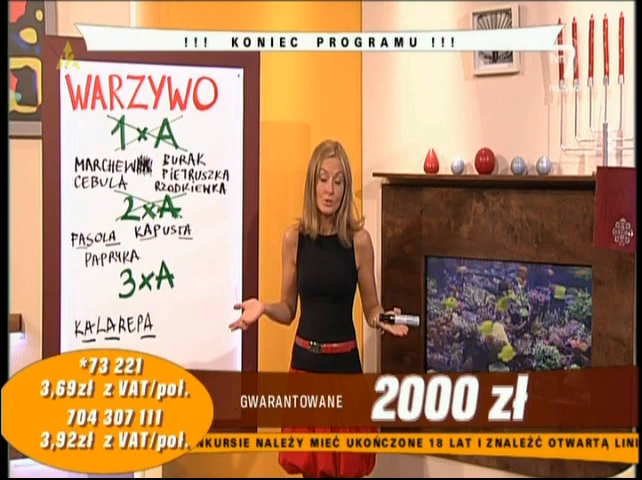 !!! KONIEC PROGRAMU !!!
WARZYWO
1xA
MARCHEW BURAK
PIETRUSZKA
CEBULA RZODKIEWKA
2xA
FASOLA KAPUSTA
PAPRYKA
3xA
KALAREPA
*73 221
3,69zł z VAT/poł.
704 307 111
3,92zł z VAT/poł.
GWARANTOWANE 2000 zł
NKURSIE NALEŻY MIEĆ UKOŃCZONE 18 LAT I ZNALEŹĆ OTWARTĄ LINI